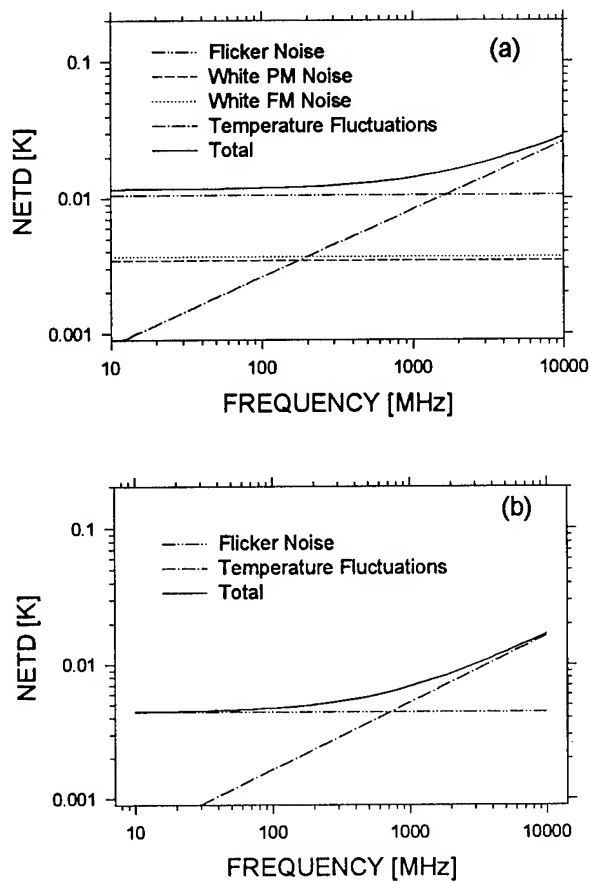 (a)
Flicker Noise
White PM Noise
White FM Noise
Temperature Fluctuations
Total
NETD [K]
0.1
0.01
0.001
10 100 1000 10000
FREQUENCY [MHz]
(b)
Flicker Noise
Temperature Fluctuations
Total
NETD [K]
0.1
0.01
0.001
10 100 1000 10000
FREQUENCY [MHz]